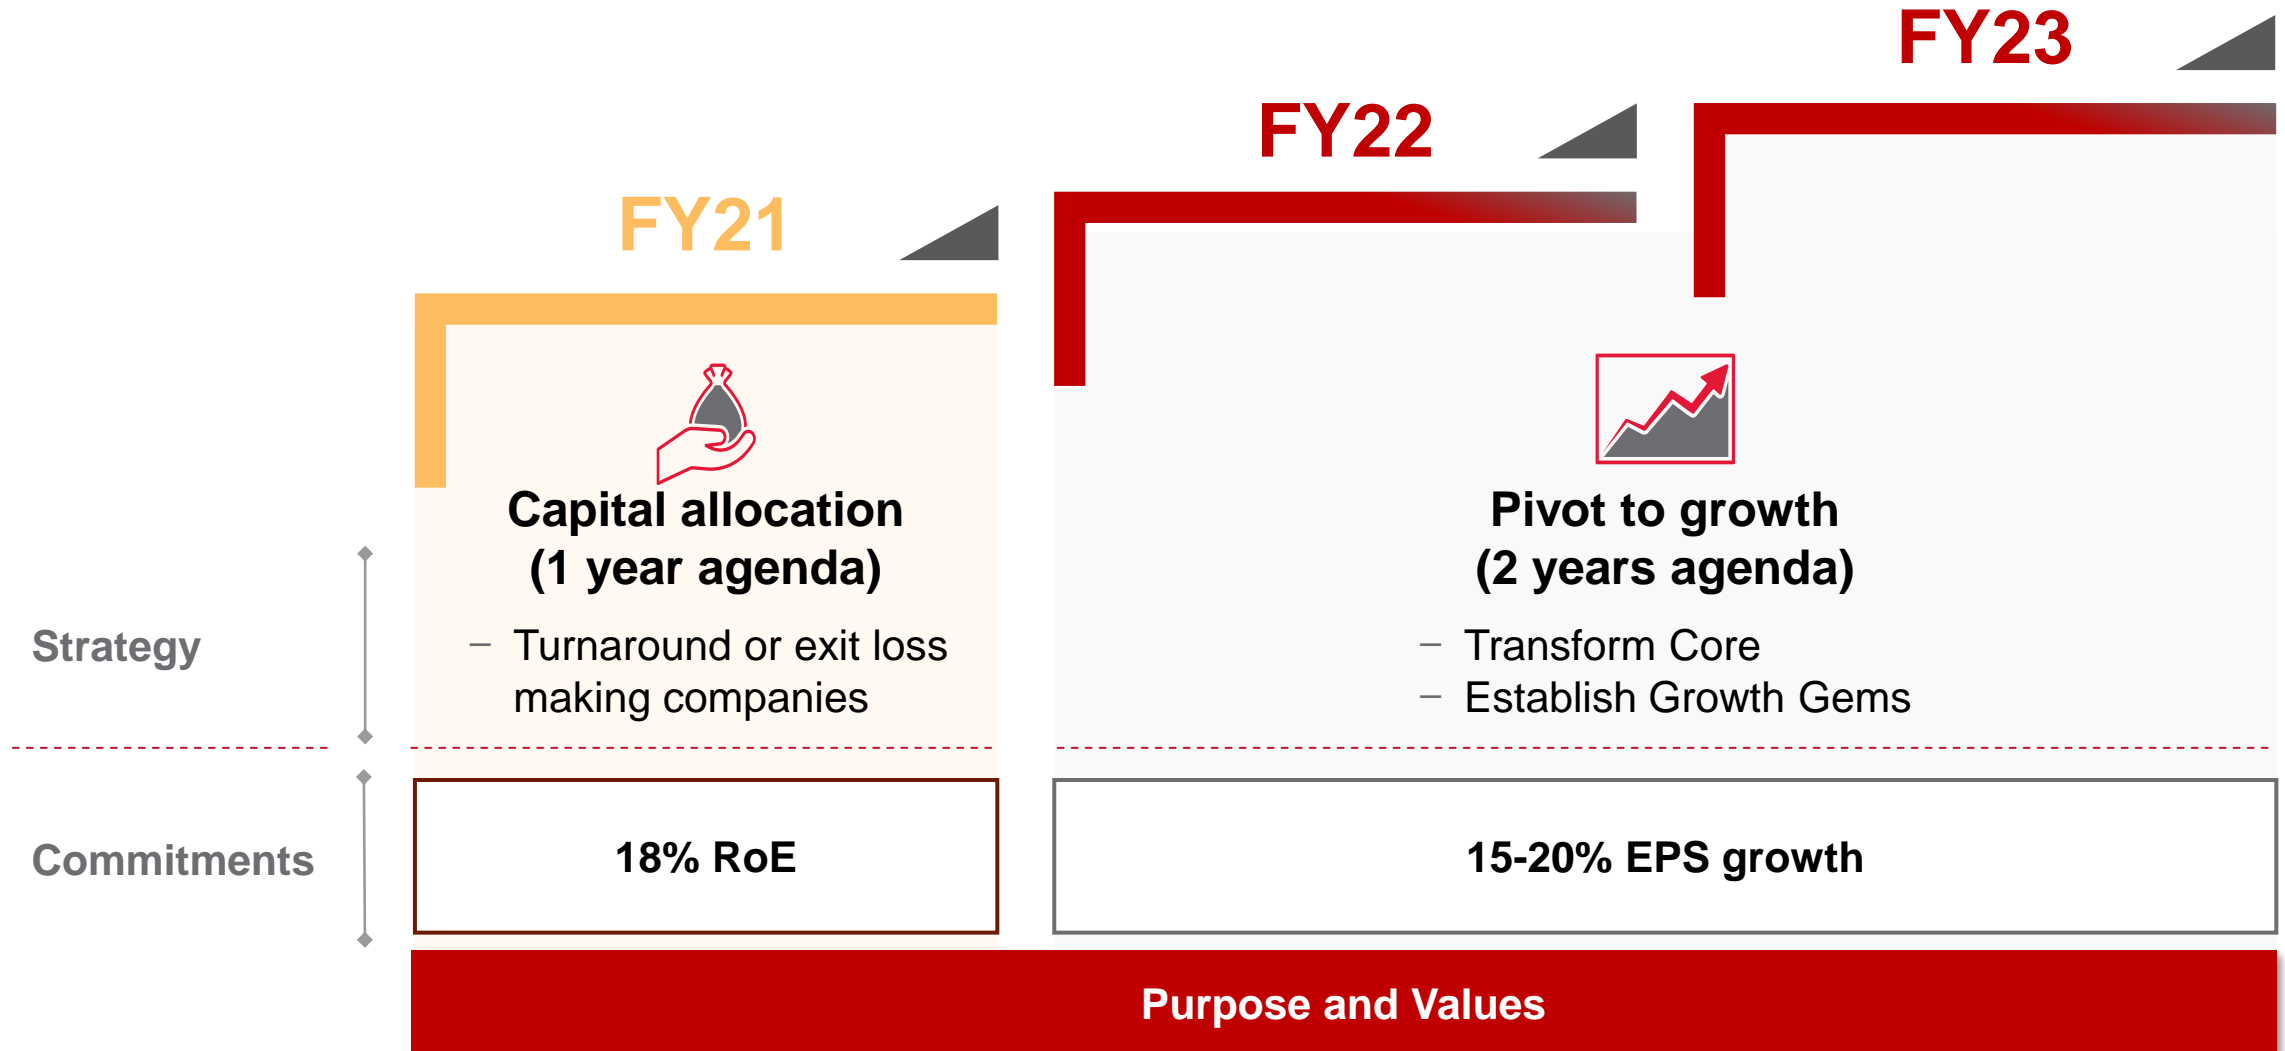 FY21
FY22
FY23
Capital allocation
(1 year agenda)
– Turnaround or exit loss
making companies
Pivot to growth
(2 years agenda)
– Transform Core
– Establish Growth Gems
Strategy
Commitments
18% RoE
15-20% EPS growth
Purpose and Values